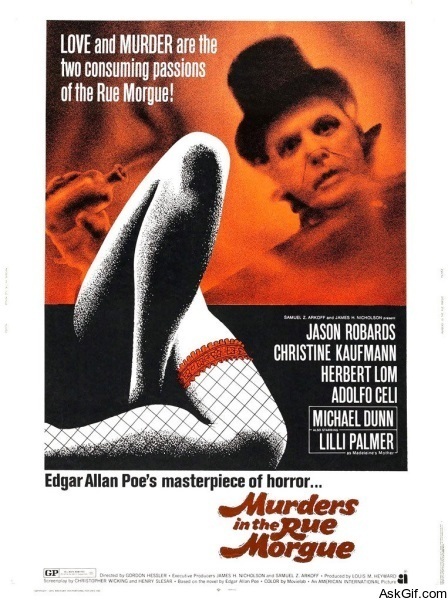 LOVE and MURDER are the
two consuming passions
of the Rue Morgue!
SAMUEL Z. ARKOFF and JAMES H. NICHOLSON present
JASON ROBARDS
CHRISTINE KAUFMANN
HERBERT LOM
ADOLFO CELI
MICHAEL DUNN
ALSO STARRING
LILLI PALMER
as Madeleine's Mother
Edgar Allan Poe's masterpiece of horror...
Murders
in the Rue
Morgue
GP
Directed by GORDON HESSLER • Executive Producers JAMES H. NICHOLSON and SAMUEL Z. ARKOFF • Produced by LOUIS M. HEYWARD
Screenplay by CHRISTOPHER WICKING and HENRY SLESAR • Based on the novel by Edgar Allan Poe • COLOR by Movielab • An AMERICAN INTERNATIONAL Picture
AskGif.com